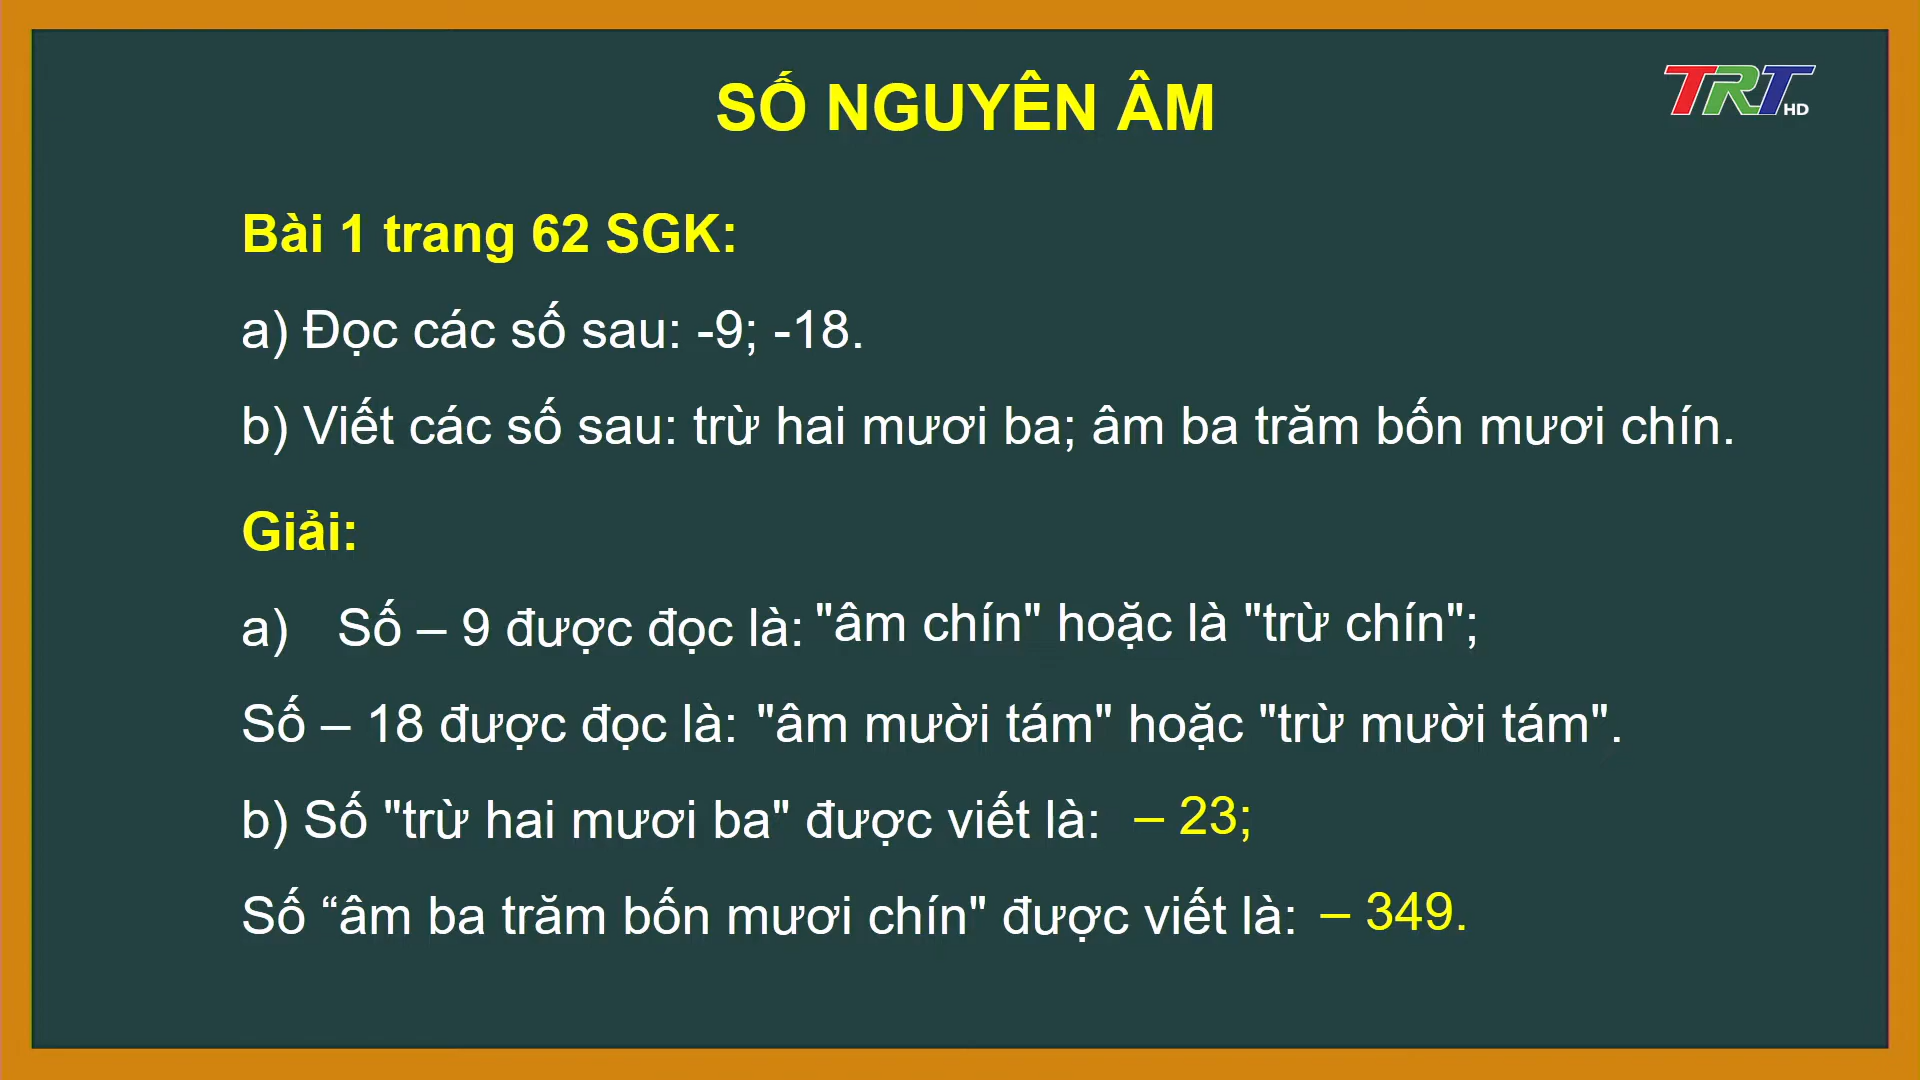 SỐ NGUYÊN ÂM
TRT HD
Bài 1 trang 62 SGK:
a) Đọc các số sau: -9; -18.
b) Viết các số sau: trừ hai mươi ba; âm ba trăm bốn mươi chín.
Giải:
a) Số – 9 được đọc là: "âm chín" hoặc là "trừ chín";
Số – 18 được đọc là: "âm mười tám" hoặc "trừ mười tám".
b) Số "trừ hai mươi ba" được viết là: – 23;
Số “âm ba trăm bốn mươi chín" được viết là: – 349.